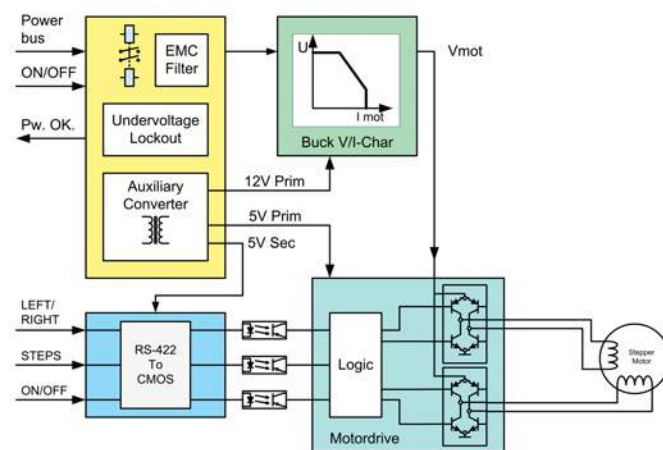 Power
bus
ON/OFF
Pw. OK.
EMC
Filter
Undervoltage
Lockout
Auxiliary
Converter
U
I mot
Buck V/I-Char
Vmot
12V Prim
5V Prim
5V Sec
LEFT/
RIGHT
STEPS
ON/OFF
RS-422
To
CMOS
Logic
Motordrive
Stepper
Motor